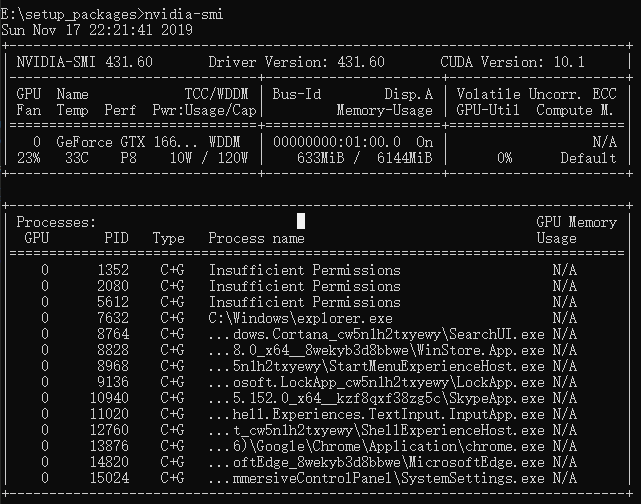 E:\setup_packages>nvidia-smi
Sun Nov 17 22:21:41 2019
NVIDIA-SMI 431.60 Driver Version: 431.60 CUDA Version: 10.1
GPU Name TCC/WDDM Bus-Id Disp.A Volatile Uncorr. ECC
Fan Temp Perf Pwr:Usage/Cap Memory-Usage GPU-Util Compute M.
0 GeForce GTX 166... WDDM 00000000:01:00.0 On N/A
23% 33C P8 10W / 120W 633MiB / 6144MiB 0% Default
Processes: GPU Memory
GPU PID Type Process name Usage
0 1352 C+G Insufficient Permissions N/A
0 2080 C+G Insufficient Permissions N/A
0 5612 C+G Insufficient Permissions N/A
0 7632 C+G C:\Windows\explorer.exe N/A
0 8764 C+G ...dows.Cortana_cw5n1h2txyewy\SearchUI.exe N/A
0 8828 C+G ...8.0_x64__8wekyb3d8bbwe\WinStore.App.exe N/A
0 8968 C+G ...5n1h2txyewy\StartMenuExperienceHost.exe N/A
0 9136 C+G ...osoft.LockApp_cw5n1h2txyewy\LockApp.exe N/A
0 10940 C+G ...5.152.0_x64__kzf8qxf38zg5c\SkypeApp.exe N/A
0 11020 C+G ...hell.Experiences.TextInput.InputApp.exe N/A
0 12760 C+G ...t_cw5n1h2txyewy\ShellExperienceHost.exe N/A
0 13876 C+G ...6)\Google\Chrome\Application\chrome.exe N/A
0 14820 C+G ...oftEdge_8wekyb3d8bbwe\MicrosoftEdge.exe N/A
0 15024 C+G ...mmersiveControlPanel\SystemSettings.exe N/A